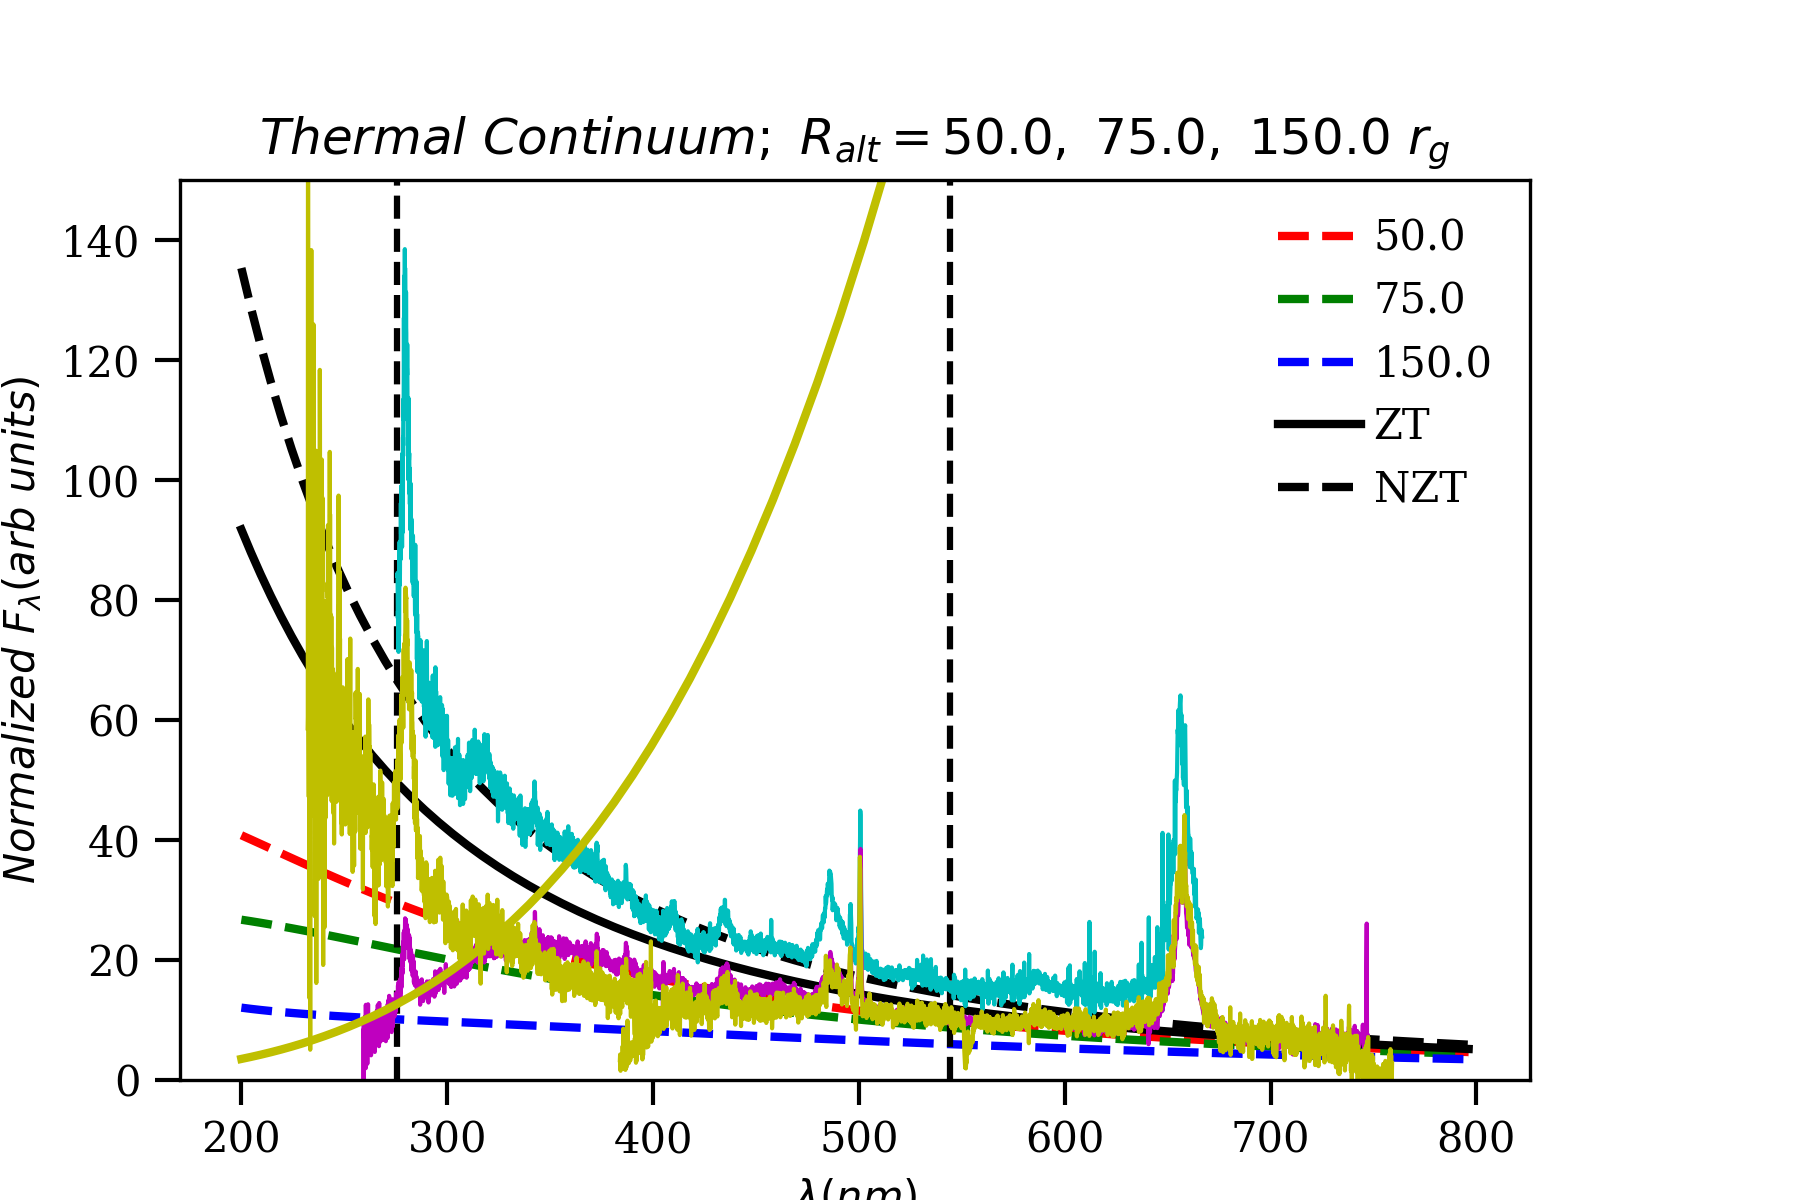 Thermal Continuum; R_alt = 50.0, 75.0, 150.0 r_g
Normalized F_λ(arb units)
140
120
100
80
60
40
20
0
50.0
75.0
150.0
ZT
NZT
200 300 400 500 600 700 800
λ(nm)